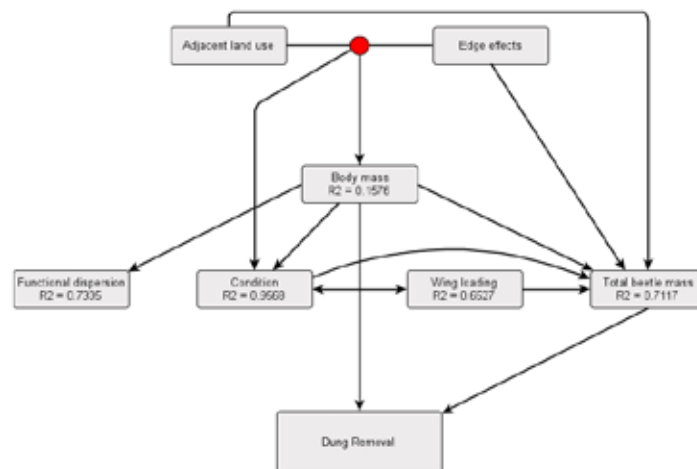 Adjacent land use
Edge effects
Body mass
R2 = 0.1576
Functional dispersion
R2 = 0.7335
Condition
R2 = 0.9568
Wing loading
R2 = 0.6527
Total beetle mass
R2 = 0.7117
Dung Removal